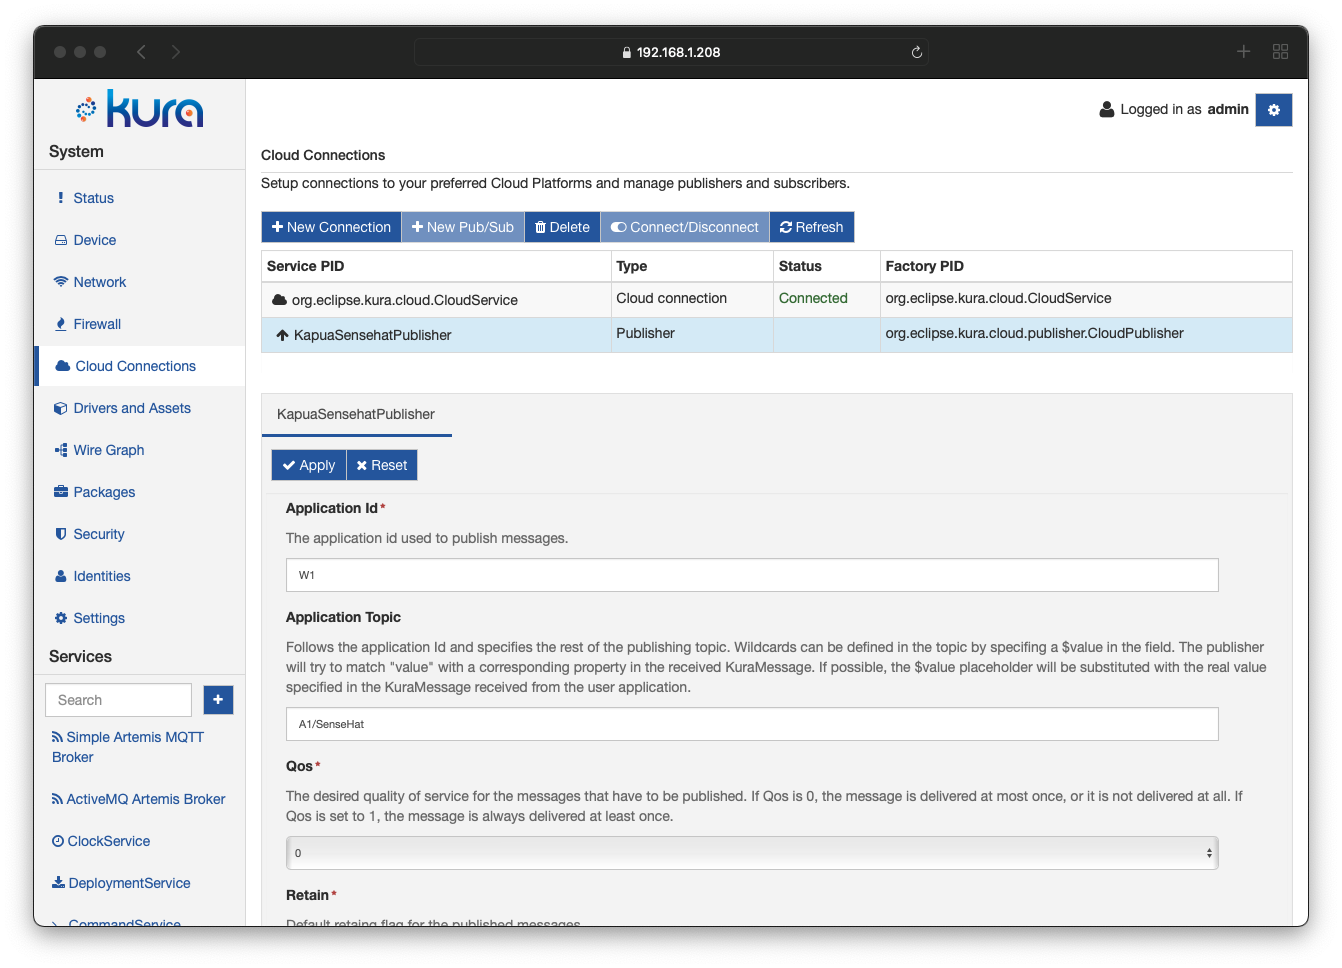 192.168.1.208
kura
Logged in as admin
System
Status
Device
Network
Firewall
Cloud Connections
Drivers and Assets
Wire Graph
Packages
Security
Identities
Settings
Services
Search
Simple Artemis MQTT
Broker
ActiveMQ Artemis Broker
ClockService
DeploymentService
CommandService
Cloud Connections
Setup connections to your preferred Cloud Platforms and manage publishers and subscribers.
New Connection New Pub/Sub Delete Connect/Disconnect Refresh
Service PID Type Status Factory PID
org.eclipse.kura.cloud.CloudService Cloud connection Connected org.eclipse.kura.cloud.CloudService
KapuaSensehatPublisher Publisher org.eclipse.kura.cloud.publisher.CloudPublisher
KapuaSensehatPublisher
Apply Reset
Application Id*
The application id used to publish messages.
W1
Application Topic
Follows the application Id and specifies the rest of the publishing topic. Wildcards can be defined in the topic by specifing a $value in the field. The publisher
will try to match "value" with a corresponding property in the received KuraMessage. If possible, the $value placeholder will be substituted with the real value
specified in the KuraMessage received from the user application.
A1/SenseHat
Qos*
The desired quality of service for the messages that have to be published. If Qos is 0, the message is delivered at most once, or it is not delivered at all. If
Qos is set to 1, the message is always delivered at least once.
0
Retain*
Default retaing flag for the published messages